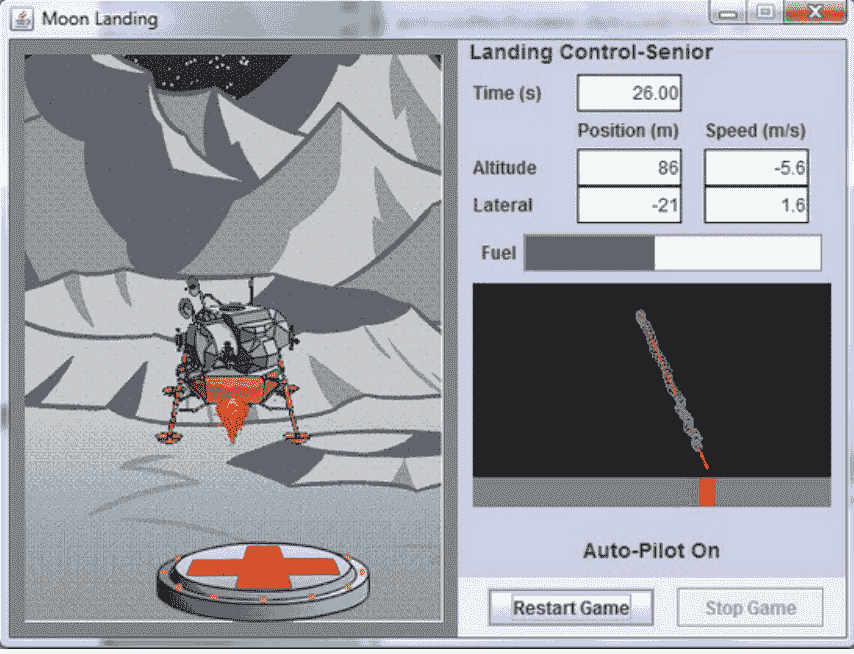 Moon Landing
Landing Control-Senior
Time (s) 26.00
Position (m) Speed (m/s)
Altitude 86 -5.6
Lateral -21 1.6
Fuel
Auto-Pilot On
Restart Game Stop Game